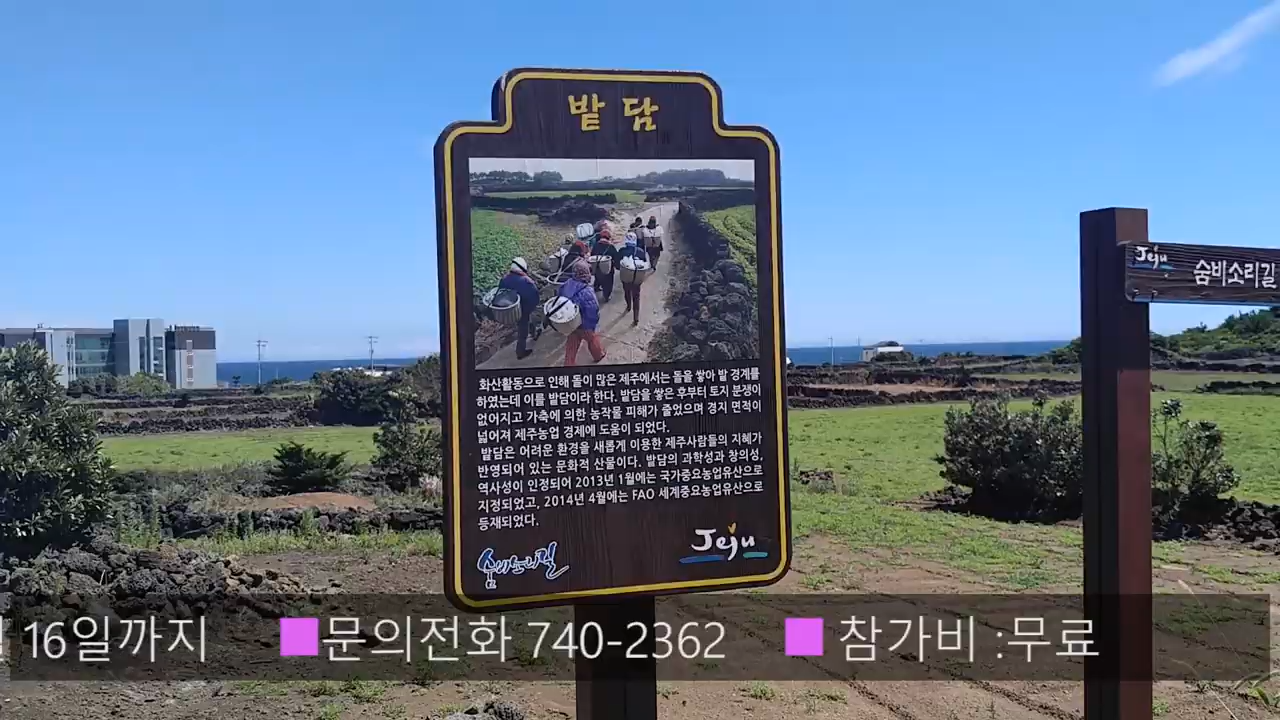 밭 담
Jeju
숨비소리길
화산활동으로 인해 돌이 많은 제주에서는 돌을 쌓아 밭 경계를
하였는데 이를 밭담이라 한다. 밭담을 쌓은 후부터 토지 분쟁이
없어지고 가축에 의한 농작물 피해가 줄었으며 경지 면적이
넓어져 제주농업 경제에 도움이 되었다.
밭담은 어려운 환경을 새롭게 이용한 제주사람들의 지혜가
반영되어 있는 문화적 산물이다. 밭담의 과학성과 창의성,
역사성이 인정되어 2013년 1월에는 국가중요농업유산으로
지정되었고, 2014년 4월에는 FAO 세계중요농업유산으로
등재되었다.
숨비소리길
Jeju
16일까지 ■문의전화 740-2362 ■ 참가비 :무료